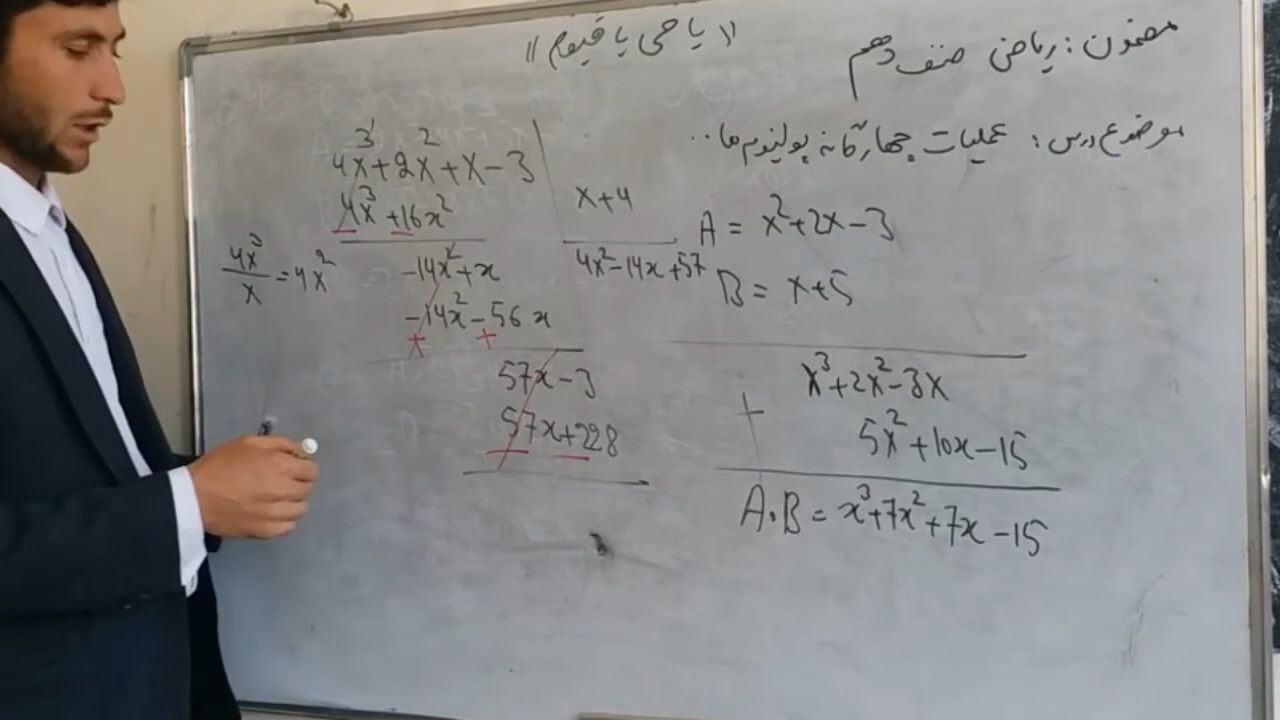 " یا حی یا قیوم "
مضمون: ریاضی صنف دهم
موضوع درس: عملیات چهارگانه پولینوم ها..
4x³+2x²+x-3
x+4
4x³+16x²
4x²-14x+57
4x³/x=4x²
-14x²+x
-14x²-56x
+ +
57x-3
57x+228
A = x²+2x-3
B = x+5
x³+2x²-3x
+
5x²+10x-15
A.B = x³+7x²+7x-15